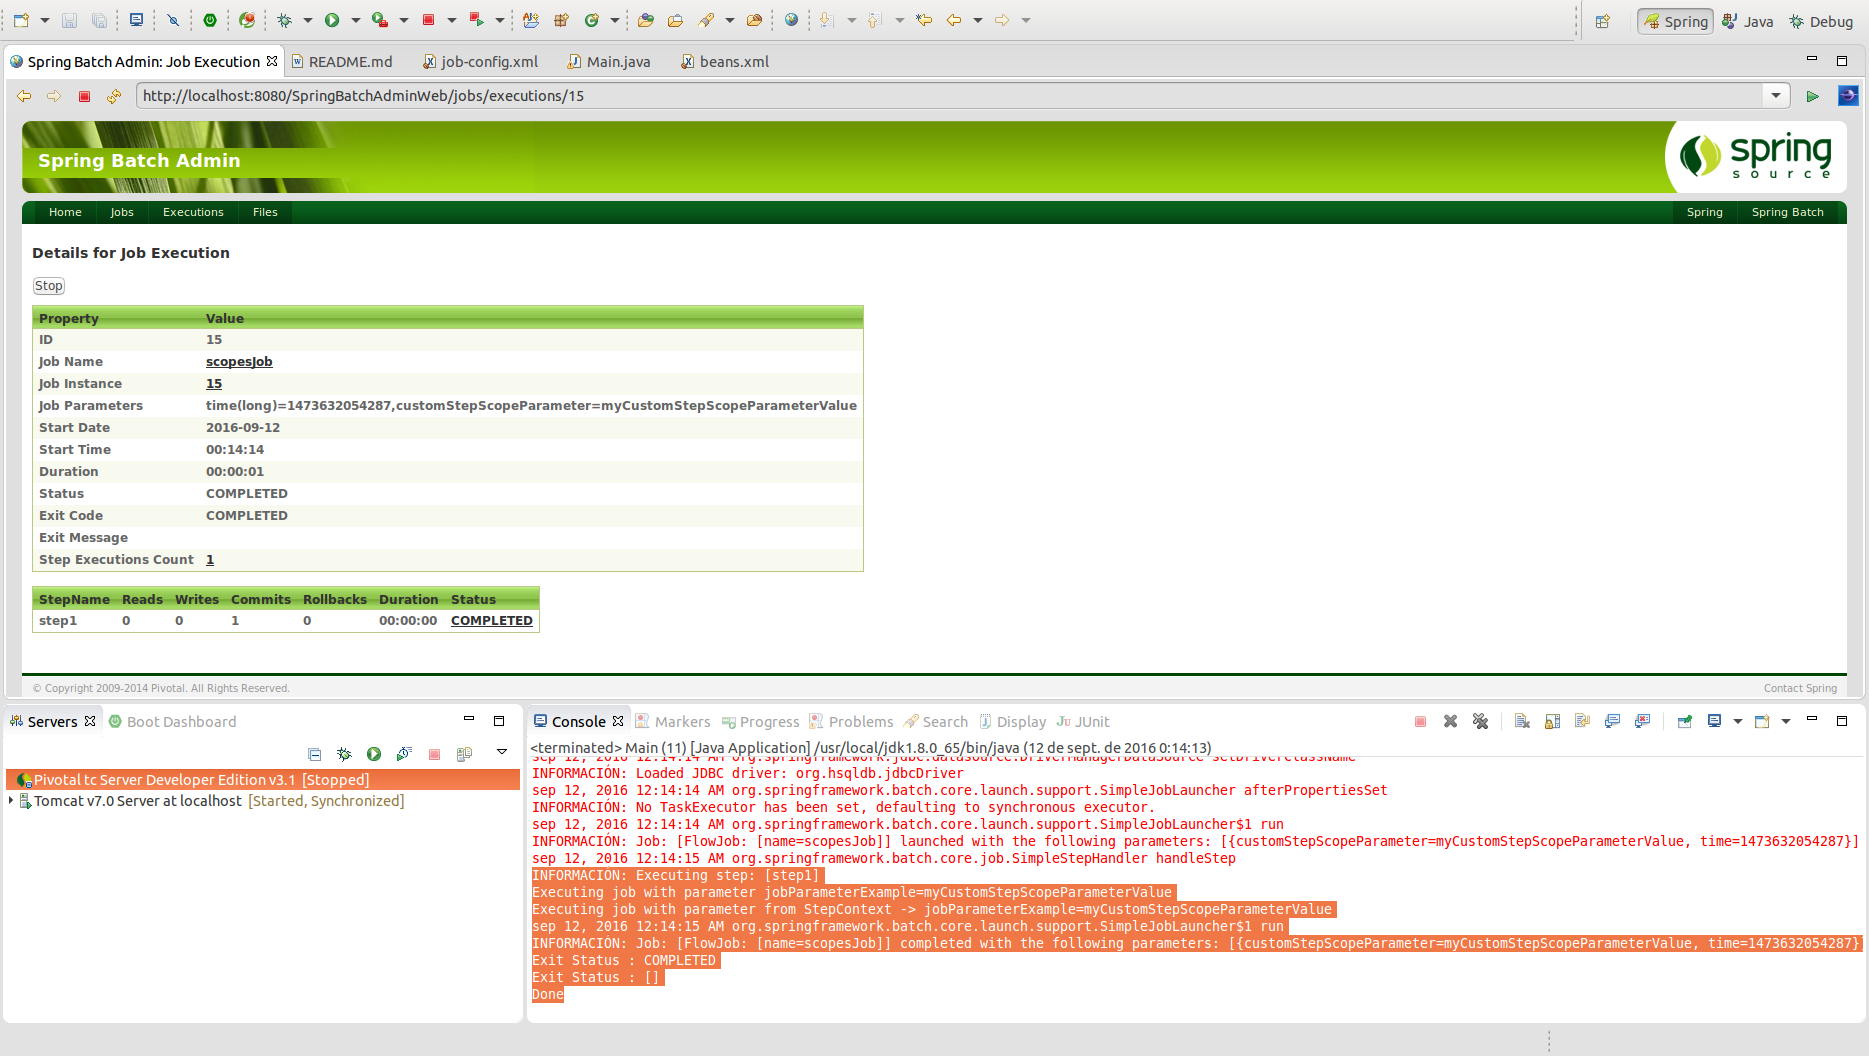 Spring Java Debug
Spring Batch Admin: Job Execution README.md job-config.xml Main.java beans.xml
http://localhost:8080/SpringBatchAdminWeb/jobs/executions/15
Spring Batch Admin
spring
source
Home Jobs Executions Files Spring Spring Batch
Details for Job Execution
Stop
Property Value
ID 15
Job Name scopesJob
Job Instance 15
Job Parameters time(long)=1473632054287,customStepScopeParameter=myCustomStepScopeParameterValue
Start Date 2016-09-12
Start Time 00:14:14
Duration 00:00:01
Status COMPLETED
Exit Code COMPLETED
Exit Message
Step Executions Count 1
StepName Reads Writes Commits Rollbacks Duration Status
step1 0 0 1 0 00:00:00 COMPLETED
© Copyright 2009-2014 Pivotal. All Rights Reserved. Contact Spring
Servers Boot Dashboard
Pivotal tc Server Developer Edition v3.1 [Stopped]
Tomcat v7.0 Server at localhost [Started, Synchronized]
Console Markers Progress Problems Search Display JUnit
<terminated> Main (11) [Java Application] /usr/local/jdk1.8.0_65/bin/java (12 de sept. de 2016 0:14:13)
sep 12, 2016 12:14:14 AM org.springframework.jdbc.datasource.DriverManagerDataSource setDriverClassName
INFORMACIÓN: Loaded JDBC driver: org.hsqldb.jdbcDriver
sep 12, 2016 12:14:14 AM org.springframework.batch.core.launch.support.SimpleJobLauncher afterPropertiesSet
INFORMACIÓN: No TaskExecutor has been set, defaulting to synchronous executor.
sep 12, 2016 12:14:14 AM org.springframework.batch.core.launch.support.SimpleJobLauncher$1 run
INFORMACIÓN: Job: [FlowJob: [name=scopesJob]] launched with the following parameters: [{customStepScopeParameter=myCustomStepScopeParameterValue, time=1473632054287}]
sep 12, 2016 12:14:15 AM org.springframework.batch.core.job.SimpleStepHandler handleStep
INFORMACIÓN: Executing step: [step1]
Executing job with parameter jobParameterExample=myCustomStepScopeParameterValue
Executing job with parameter from StepContext -> jobParameterExample=myCustomStepScopeParameterValue
sep 12, 2016 12:14:15 AM org.springframework.batch.core.launch.support.SimpleJobLauncher$1 run
INFORMACIÓN: Job: [FlowJob: [name=scopesJob]] completed with the following parameters: [{customStepScopeParameter=myCustomStepScopeParameterValue, time=1473632054287}
Exit Status : COMPLETED
Exit Status : []
Done